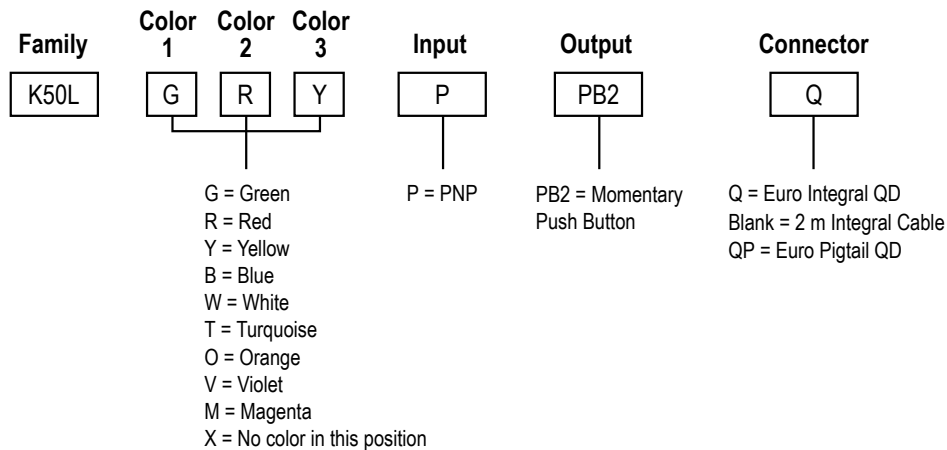 Family Color 1 Color 2 Color 3 Input Output Connector
K50L G R Y P PB2 Q
G = Green
R = Red
Y = Yellow
B = Blue
W = White
T = Turquoise
O = Orange
V = Violet
M = Magenta
X = No color in this position
P = PNP
PB2 = Momentary
Push Button
Q = Euro Integral QD
Blank = 2 m Integral Cable
QP = Euro Pigtail QD